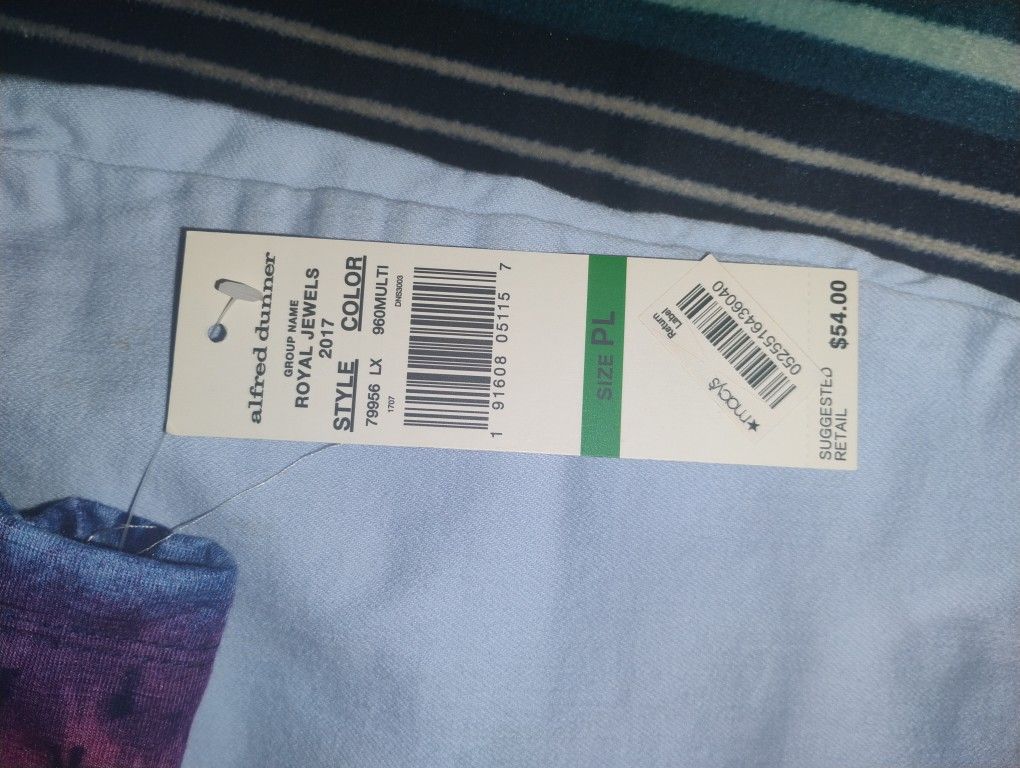 alfred dunner
GROUP NAME
ROYAL JEWELS
2017
STYLE COLOR
79956 LX 960MULTI
1707 DNS3003
1 91608 05115 7
SIZE PL
Return
Label
0525516436040
macys
SUGGESTED
RETAIL $54.00